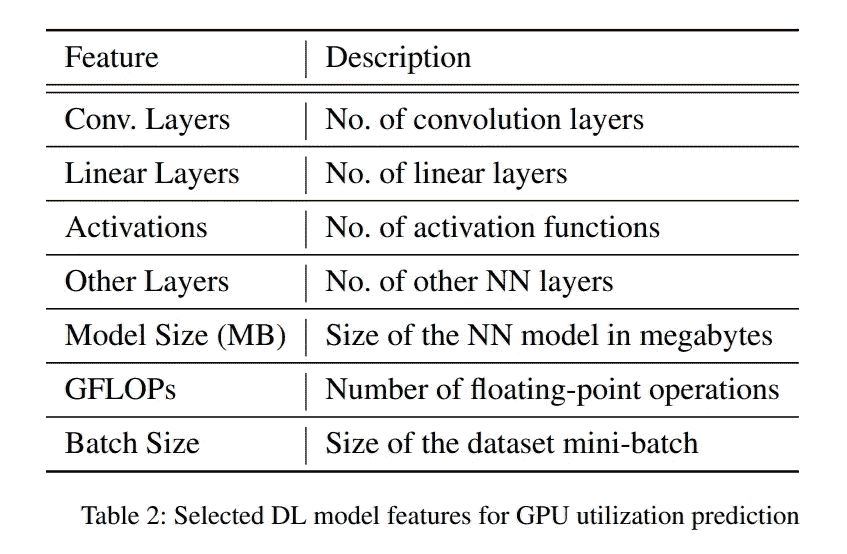 Feature Description
Conv. Layers No. of convolution layers
Linear Layers No. of linear layers
Activations No. of activation functions
Other Layers No. of other NN layers
Model Size (MB) Size of the NN model in megabytes
GFLOPs Number of floating-point operations
Batch Size Size of the dataset mini-batch
Table 2: Selected DL model features for GPU utilization prediction